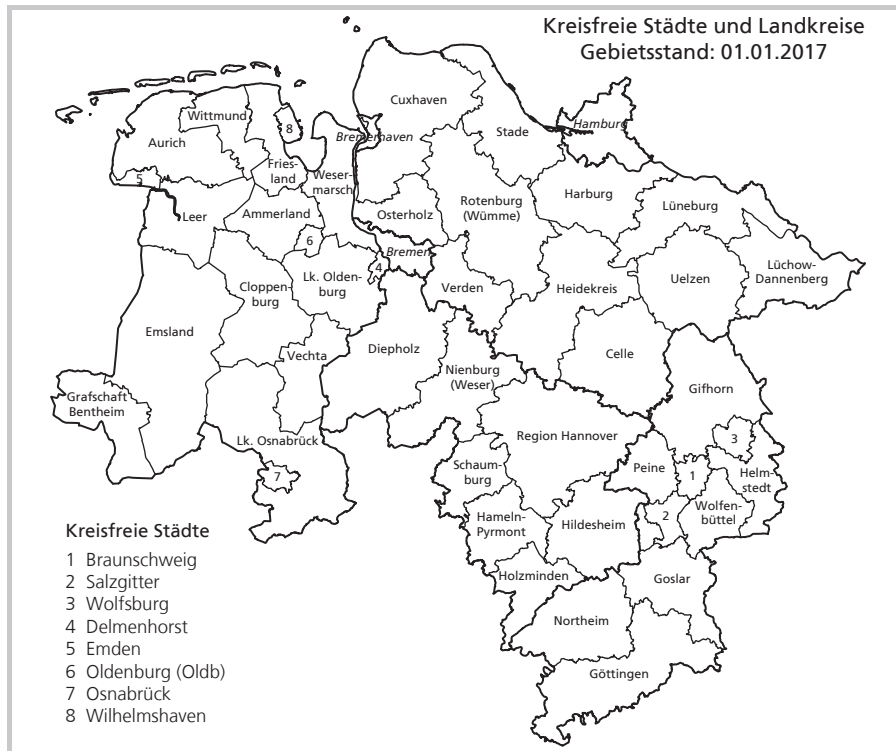 Kreisfreie Städte und Landkreise
Gebietsstand: 01.01.2017
Cuxhaven
Wittmund
8
Stade
Hamburg
Bremerhaven
Aurich
Fries-
land
Weser-
marsch
5
Harburg
Lüneburg
Rotenburg
(Wümme)
Leer
Ammerland
Osterholz
6
Bremen
4
Lüchow-
Dannenberg
Uelzen
Lk. Olden-
burg
Cloppen-
burg
Verden
Heidekreis
Emsland
Vechta
Diepholz
Celle
Nienburg
(Weser)
Gifhorn
Grafschaft
Bentheim
Region Hannover
Lk. Osnabrück
3
Schaum-
burg
Peine
1
Helm-
stedt
7
Wolfen-
büttel
2
Hameln-
Pyrmont
Hildesheim
Holzminden
Goslar
Northeim
Göttingen
Kreisfreie Städte
1 Braunschweig
2 Salzgitter
3 Wolfsburg
4 Delmenhorst
5 Emden
6 Oldenburg (Oldb)
7 Osnabrück
8 Wilhelmshaven